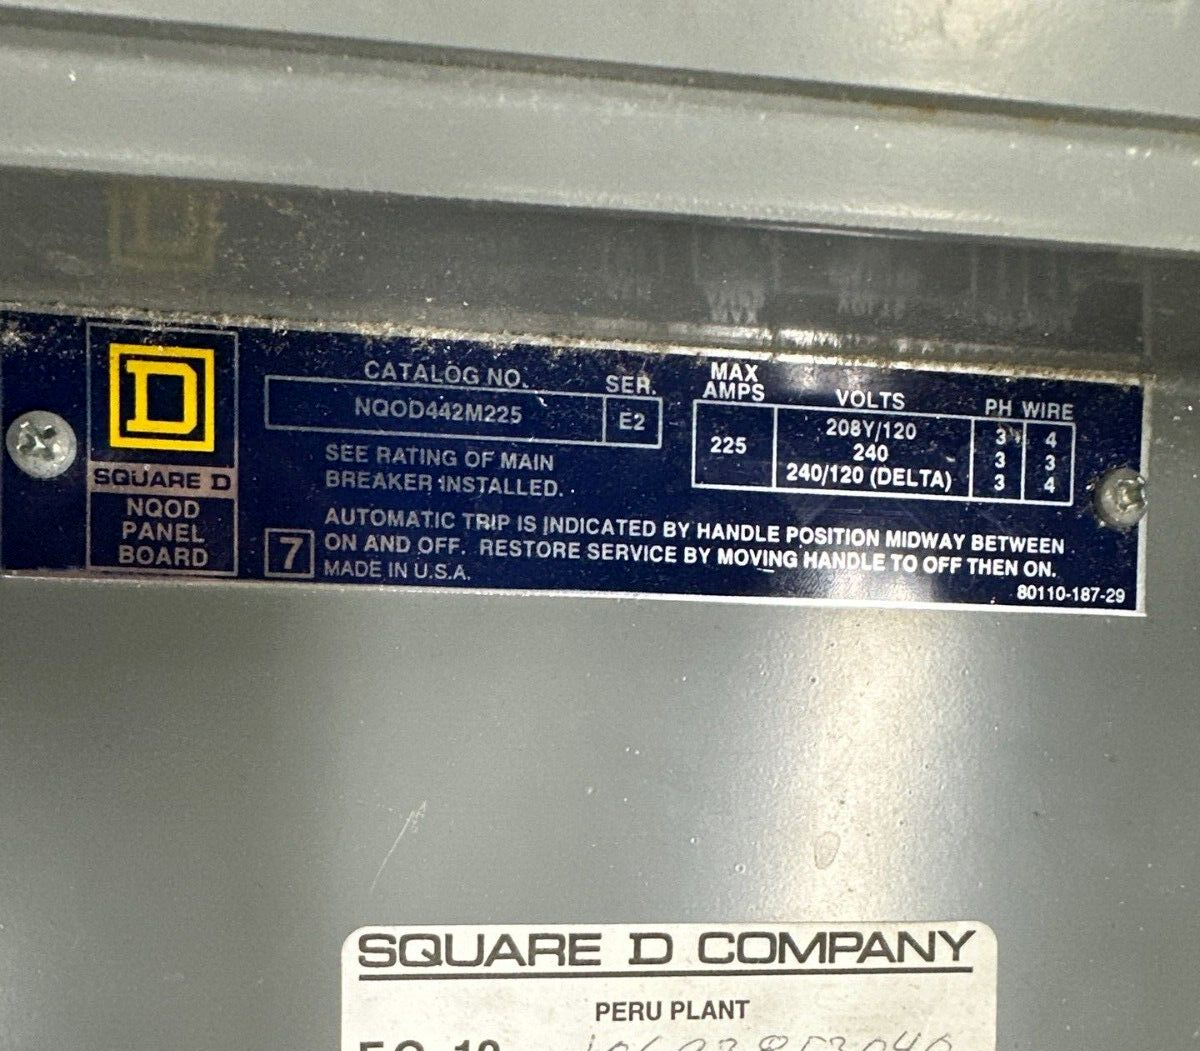 D
SQUARE D
NQOD
PANEL
BOARD
CATALOG NO. SER.
NQOD442M225 E2
SEE RATING OF MAIN
BREAKER INSTALLED.
MAX
AMPS VOLTS PH WIRE
225
208Y/120 3 4
240 3 3
240/120 (DELTA) 3 4
7
AUTOMATIC TRIP IS INDICATED BY HANDLE POSITION MIDWAY BETWEEN
ON AND OFF. RESTORE SERVICE BY MOVING HANDLE TO OFF THEN ON.
MADE IN U.S.A.
80110-187-29
SQUARE D COMPANY
PERU PLANT